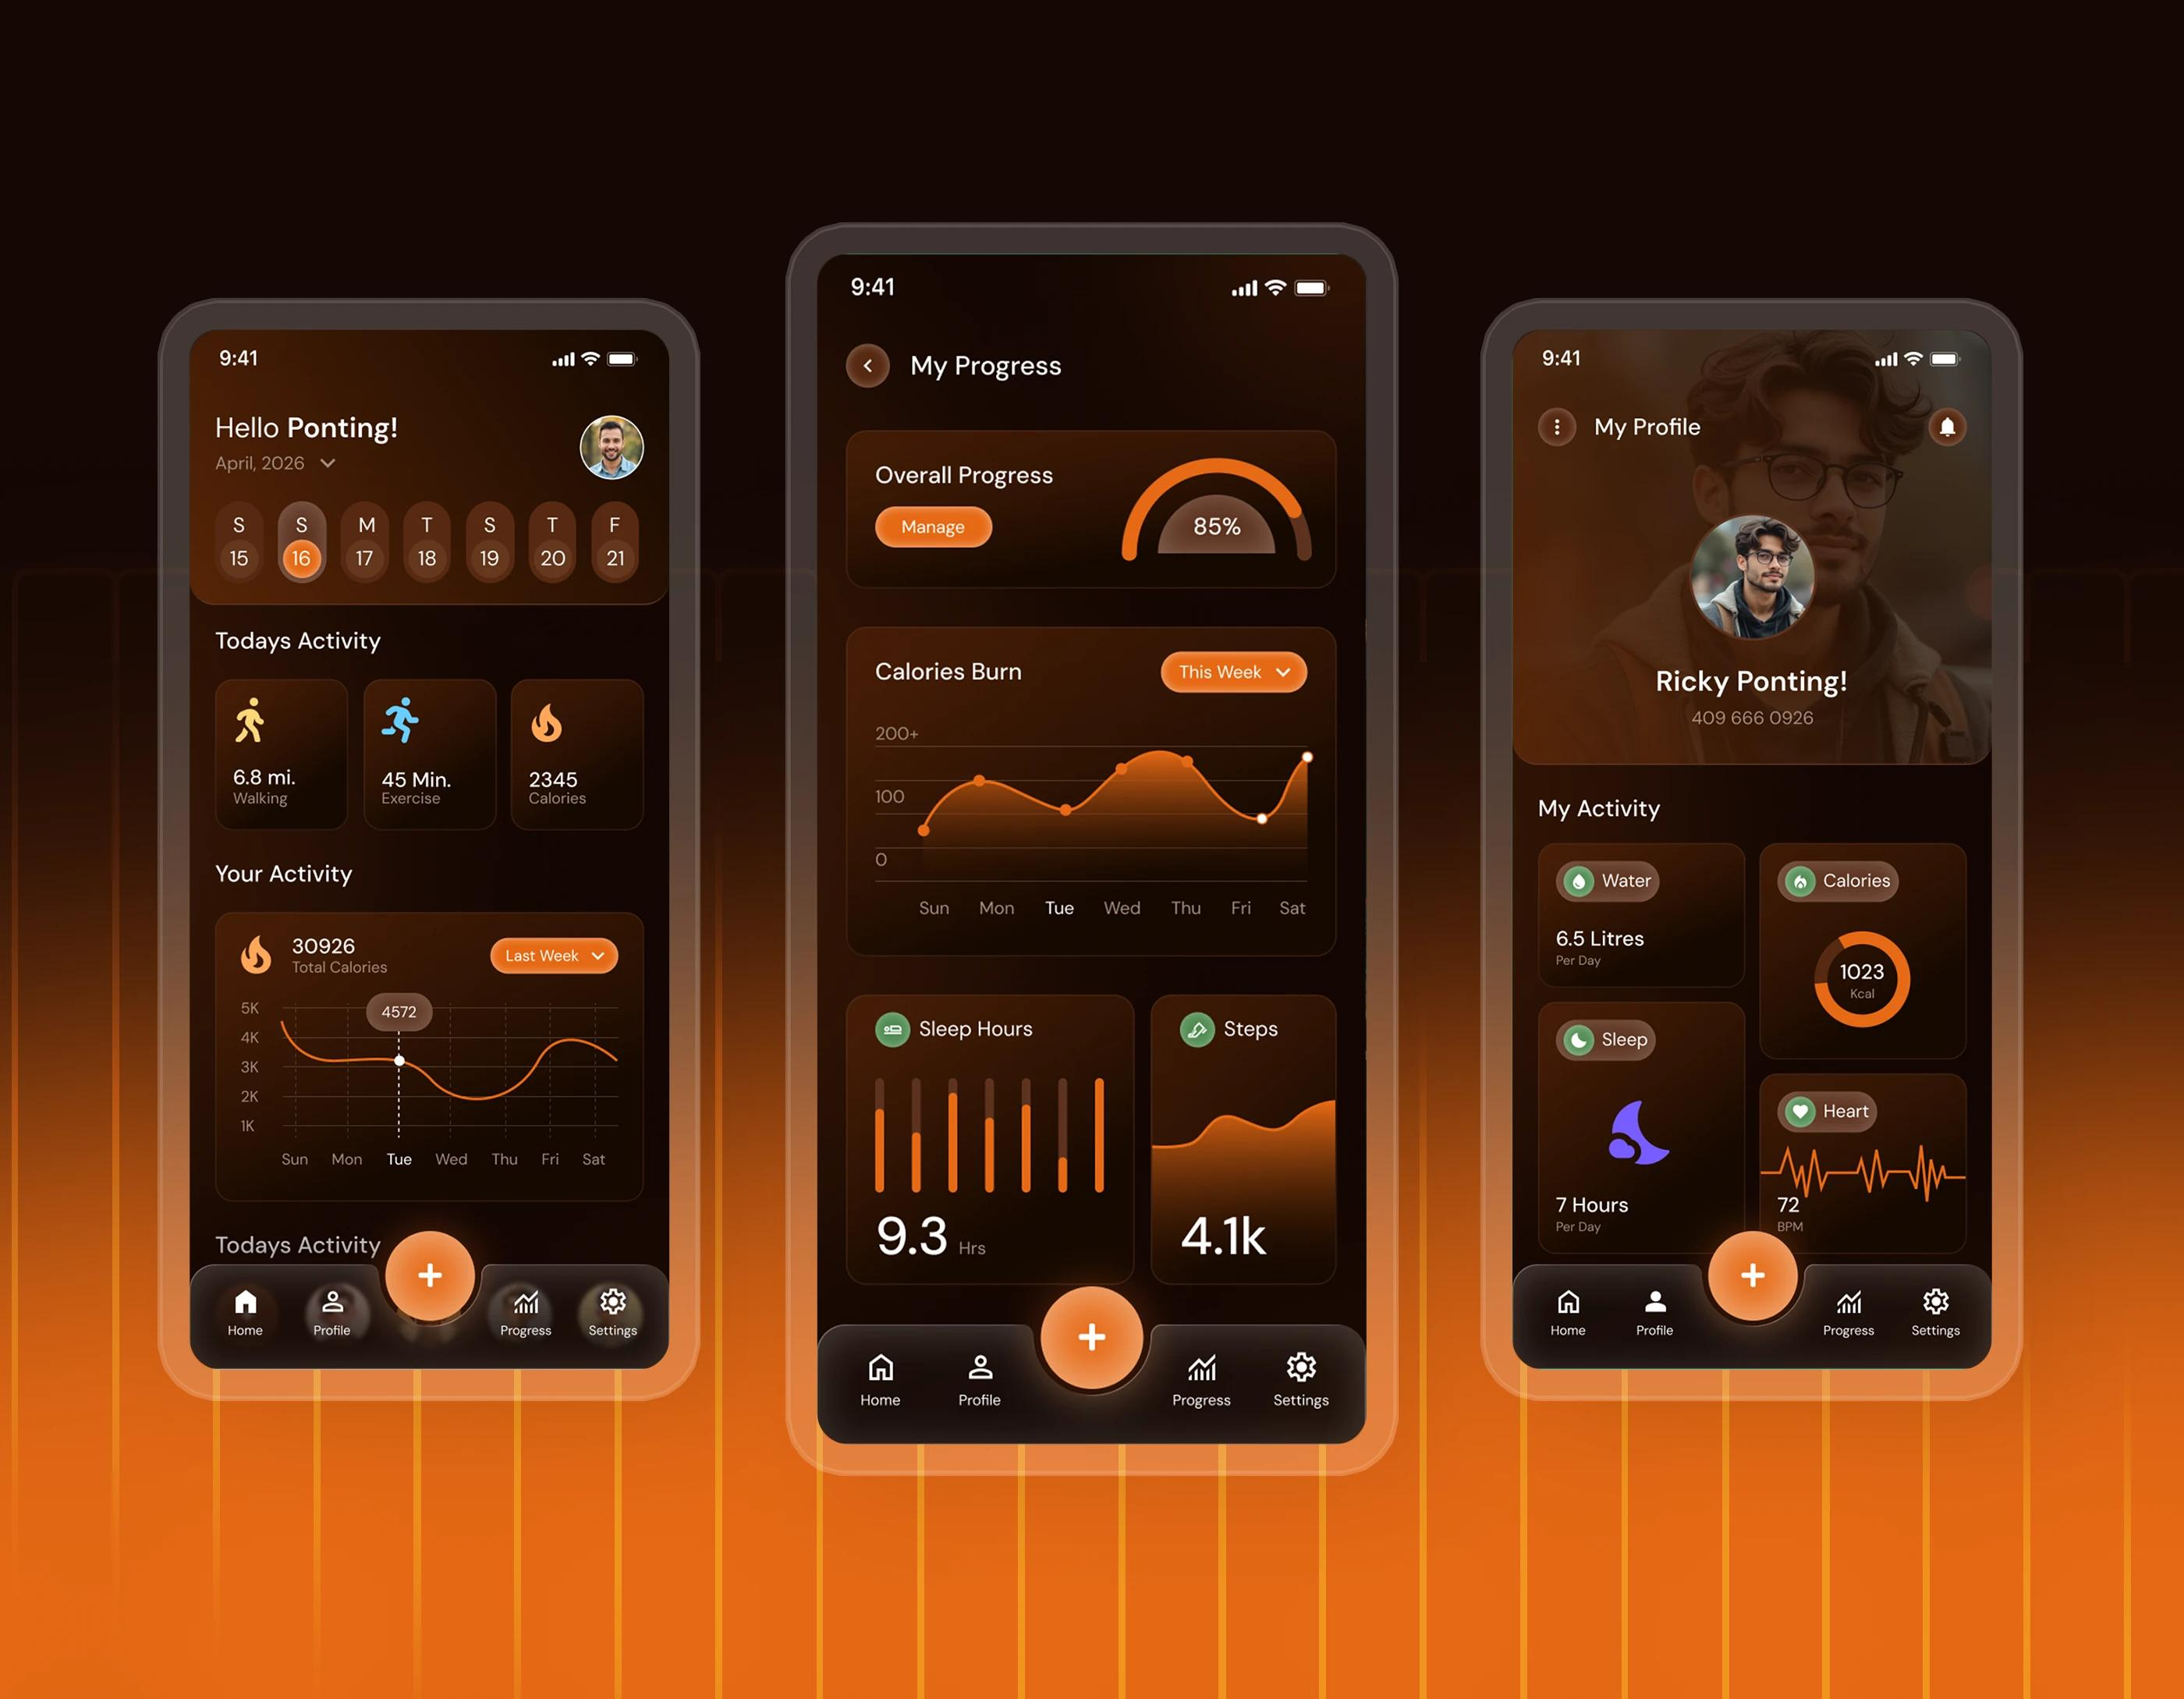 9:41
Hello Ponting!
April, 2026
S S M T S T F
15 16 17 18 19 20 21
Todays Activity
6.8 mi. 45 Min. 2345
Walking Exercise Calories
Your Activity
30926
Total Calories
Last Week
4572
5K
4K
3K
2K
1K
Sun Mon Tue Wed Thu Fri Sat
Todays Activity
Home Profile Progress Settings
9:41
My Progress
Overall Progress
Manage
85%
Calories Burn
This Week
200+
100
0
Sun Mon Tue Wed Thu Fri Sat
Sleep Hours
9.3 Hrs
Steps
4.1k
Home Profile Progress Settings
9:41
My Profile
Ricky Ponting!
409 666 0926
My Activity
Water
6.5 Litres
Per Day
Calories
1023
Kcal
Sleep
7 Hours
Per Day
Heart
72
BPM
Home Profile Progress Settings